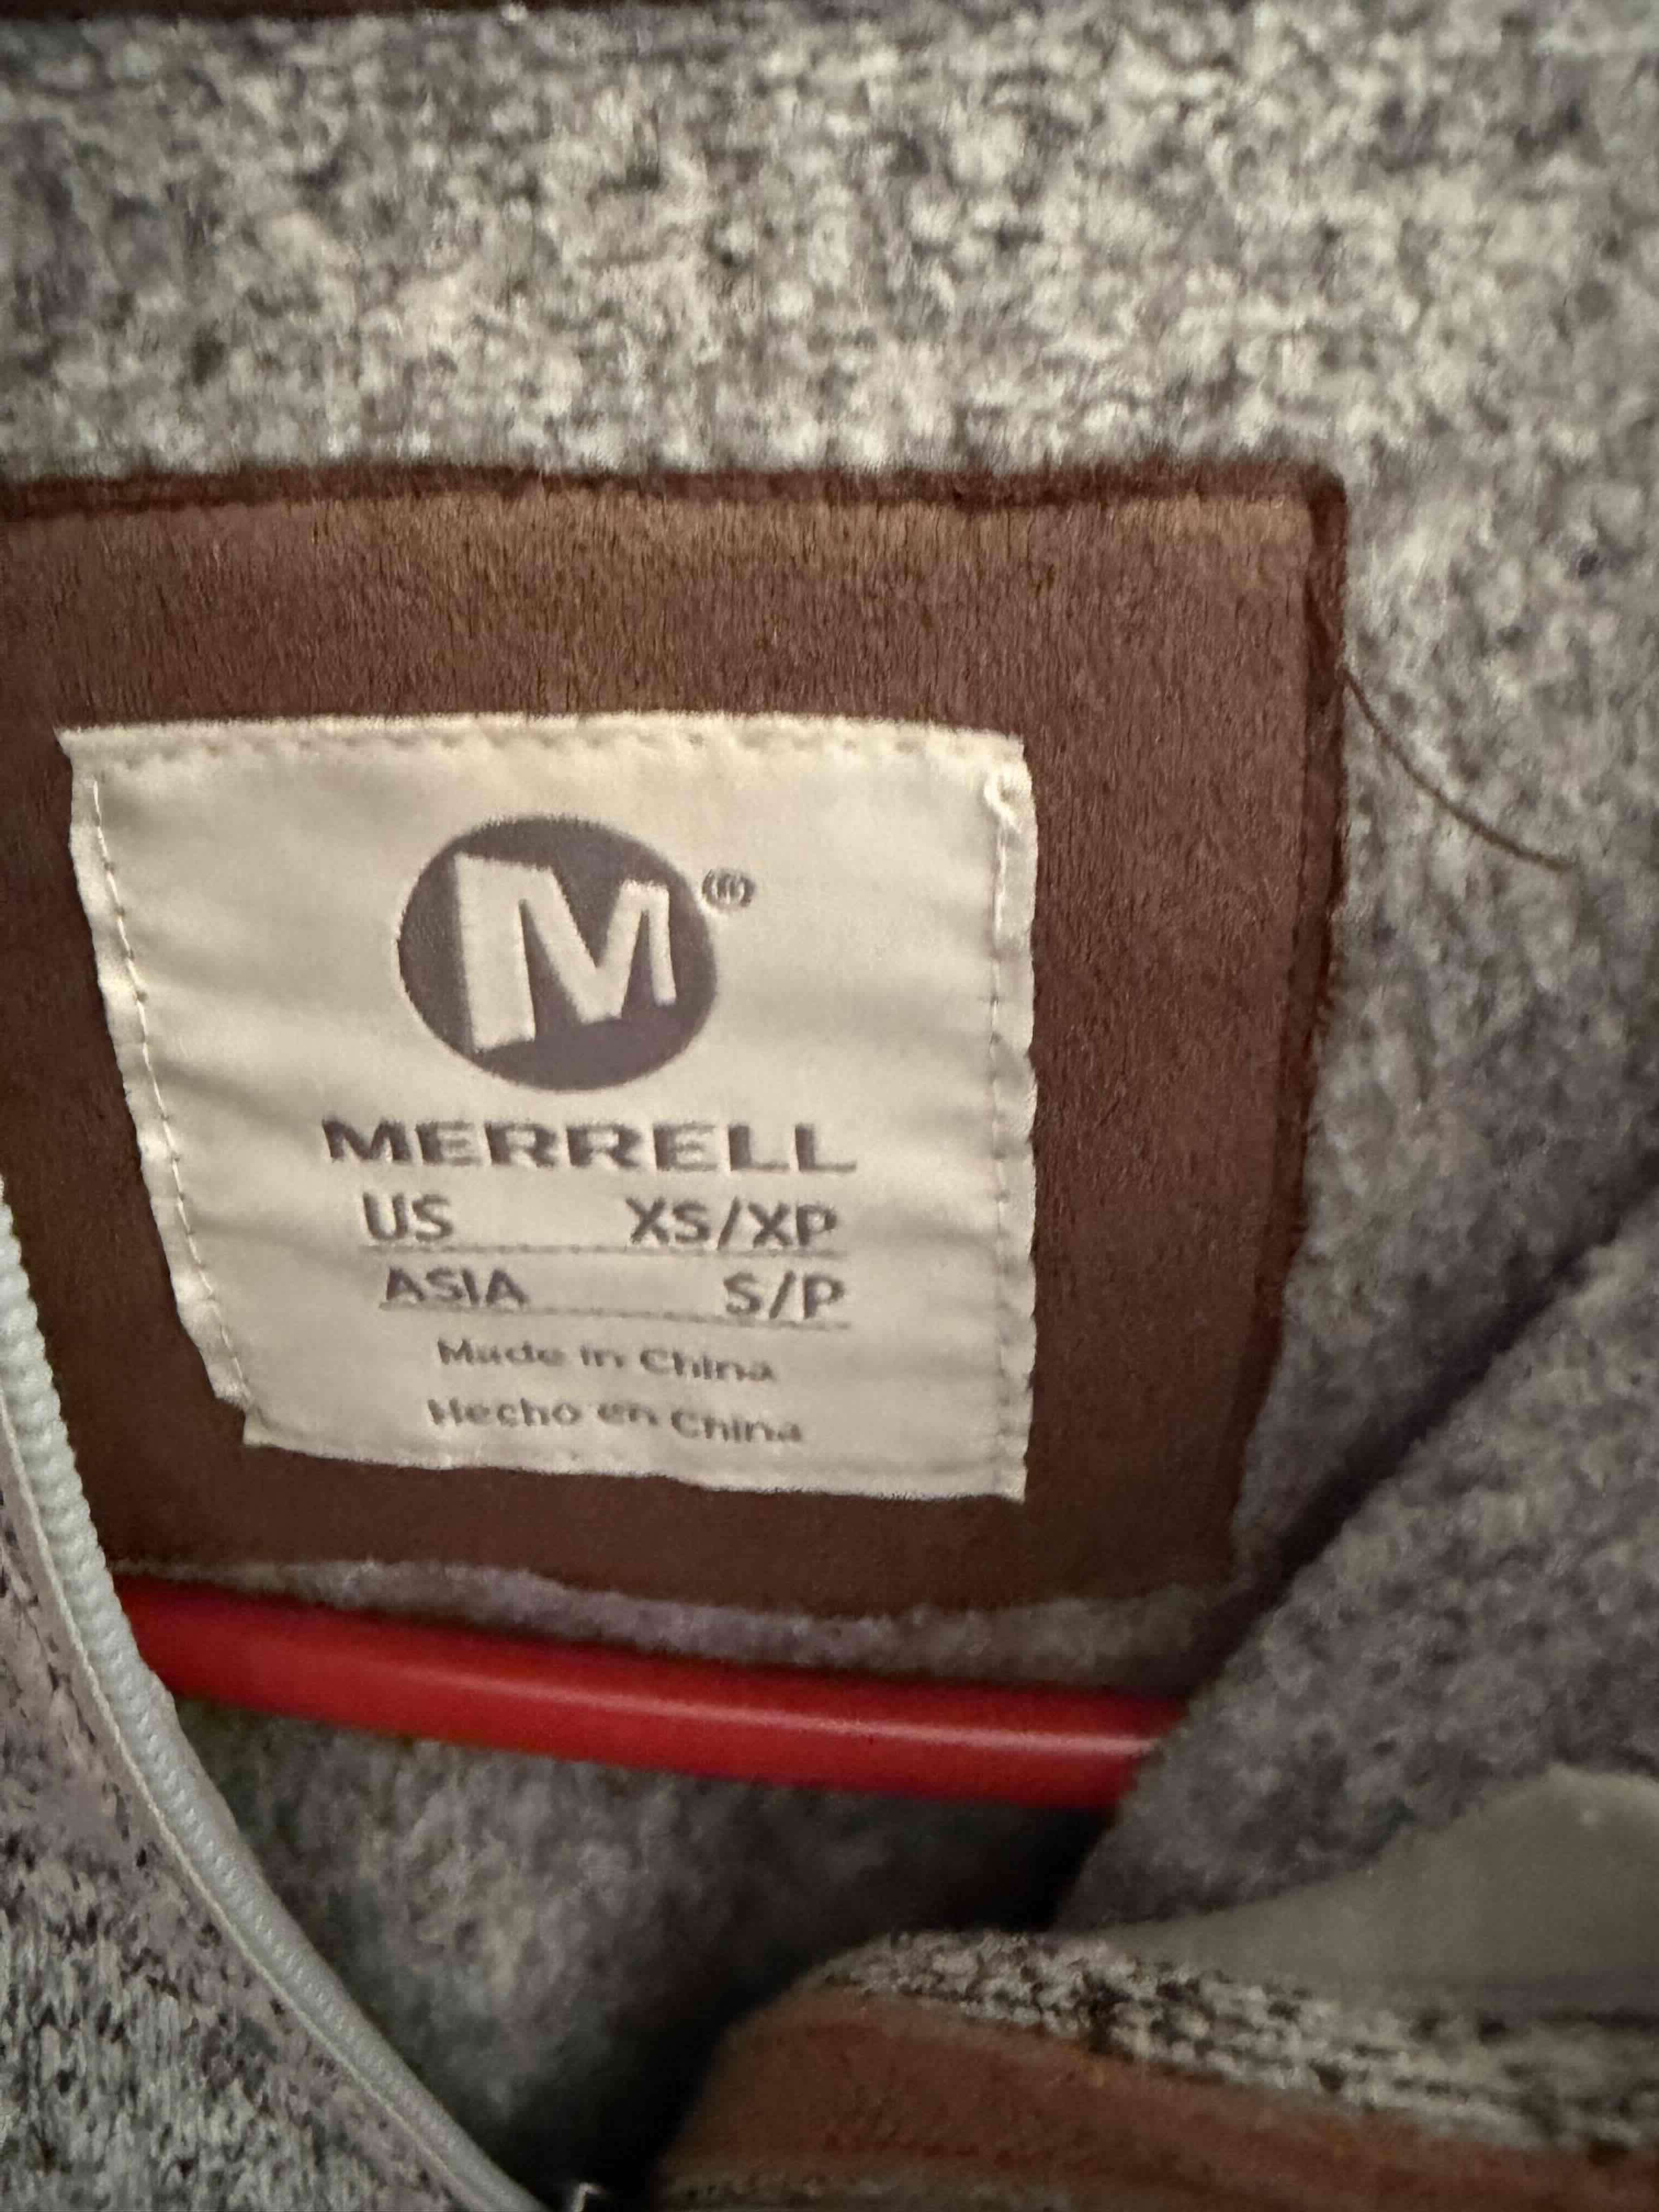 M®
MERRELL
US XS/XP
ASIA S/P
Made in China
Hecho en China